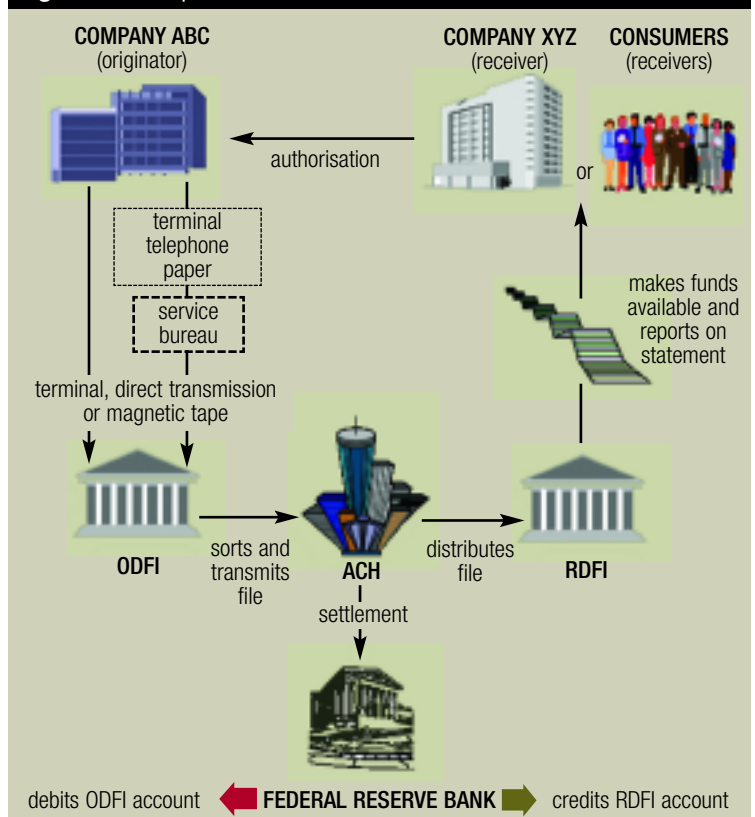 COMPANY ABC
(originator)
COMPANY XYZ
(receiver)
CONSUMERS
(receivers)
authorisation
or
terminal
telephone
paper
service
bureau
makes funds
available and
reports on
statement
terminal, direct transmission
or magnetic tape
ODFI
sorts and
transmits
file
ACH
distributes
file
RDFI
settlement
debits ODFI account
FEDERAL RESERVE BANK
credits RDFI account